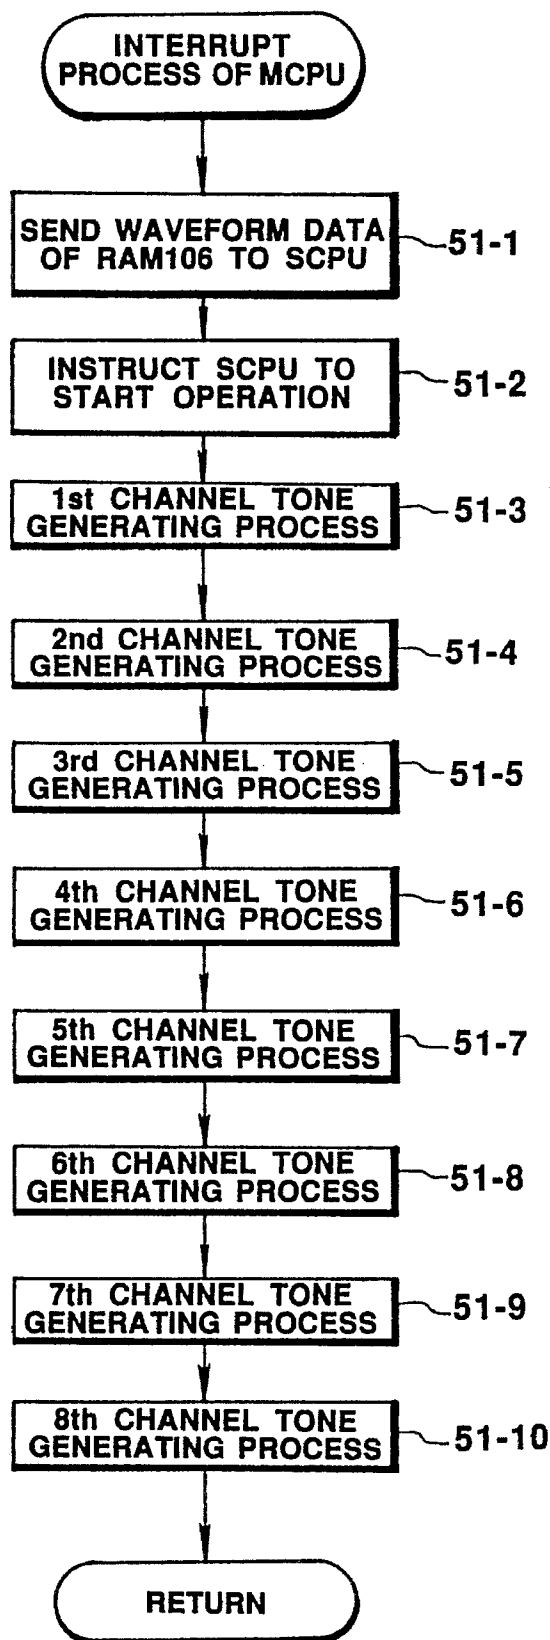 INTERRUPT
PROCESS OF MCPU
SEND WAVEFORM DATA
OF RAM106 TO SCPU
51-1
INSTRUCT SCPU TO
START OPERATION
51-2
1st CHANNEL TONE
GENERATING PROCESS
51-3
2nd CHANNEL TONE
GENERATING PROCESS
51-4
3rd CHANNEL TONE
GENERATING PROCESS
51-5
4th CHANNEL TONE
GENERATING PROCESS
51-6
5th CHANNEL TONE
GENERATING PROCESS
51-7
6th CHANNEL TONE
GENERATING PROCESS
51-8
7th CHANNEL TONE
GENERATING PROCESS
51-9
8th CHANNEL TONE
GENERATING PROCESS
51-10
RETURN